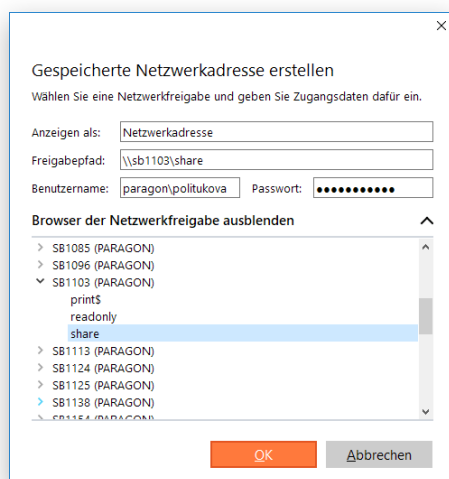 Gespeicherte Netzwerkadresse erstellen
Wählen Sie eine Netzwerkfreigabe und geben Sie Zugangsdaten dafür ein.
Anzeigen als: Netzwerkadresse
Freigabepfad: \\sb1103\share
Benutzername: paragon\politukova Passwort: ●●●●●●●●●●●
Browser der Netzwerkfreigabe ausblenden
SB1085 (PARAGON)
SB1096 (PARAGON)
SB1103 (PARAGON)
print$
readonly
share
SB1113 (PARAGON)
SB1124 (PARAGON)
SB1125 (PARAGON)
SB1138 (PARAGON)
SB1154 (PARAGON)
OK Abbrechen